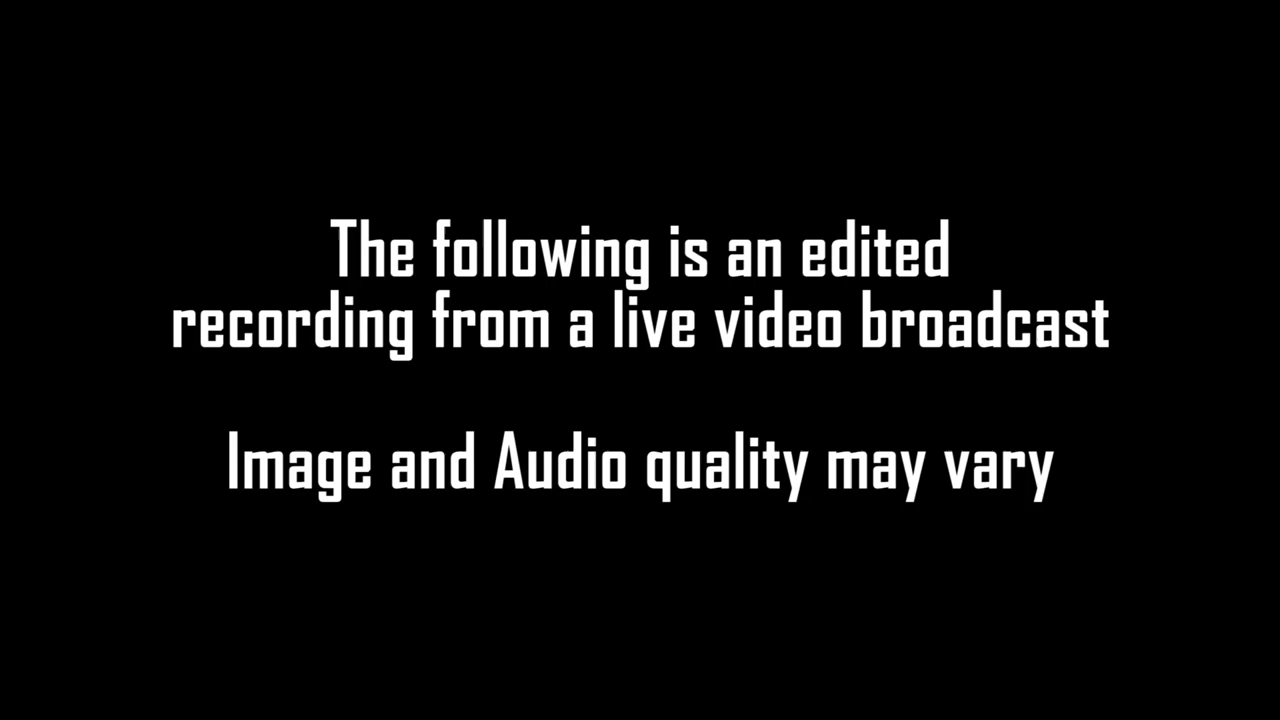 The following is an edited
recording from a live video broadcast
Image and Audio quality may vary